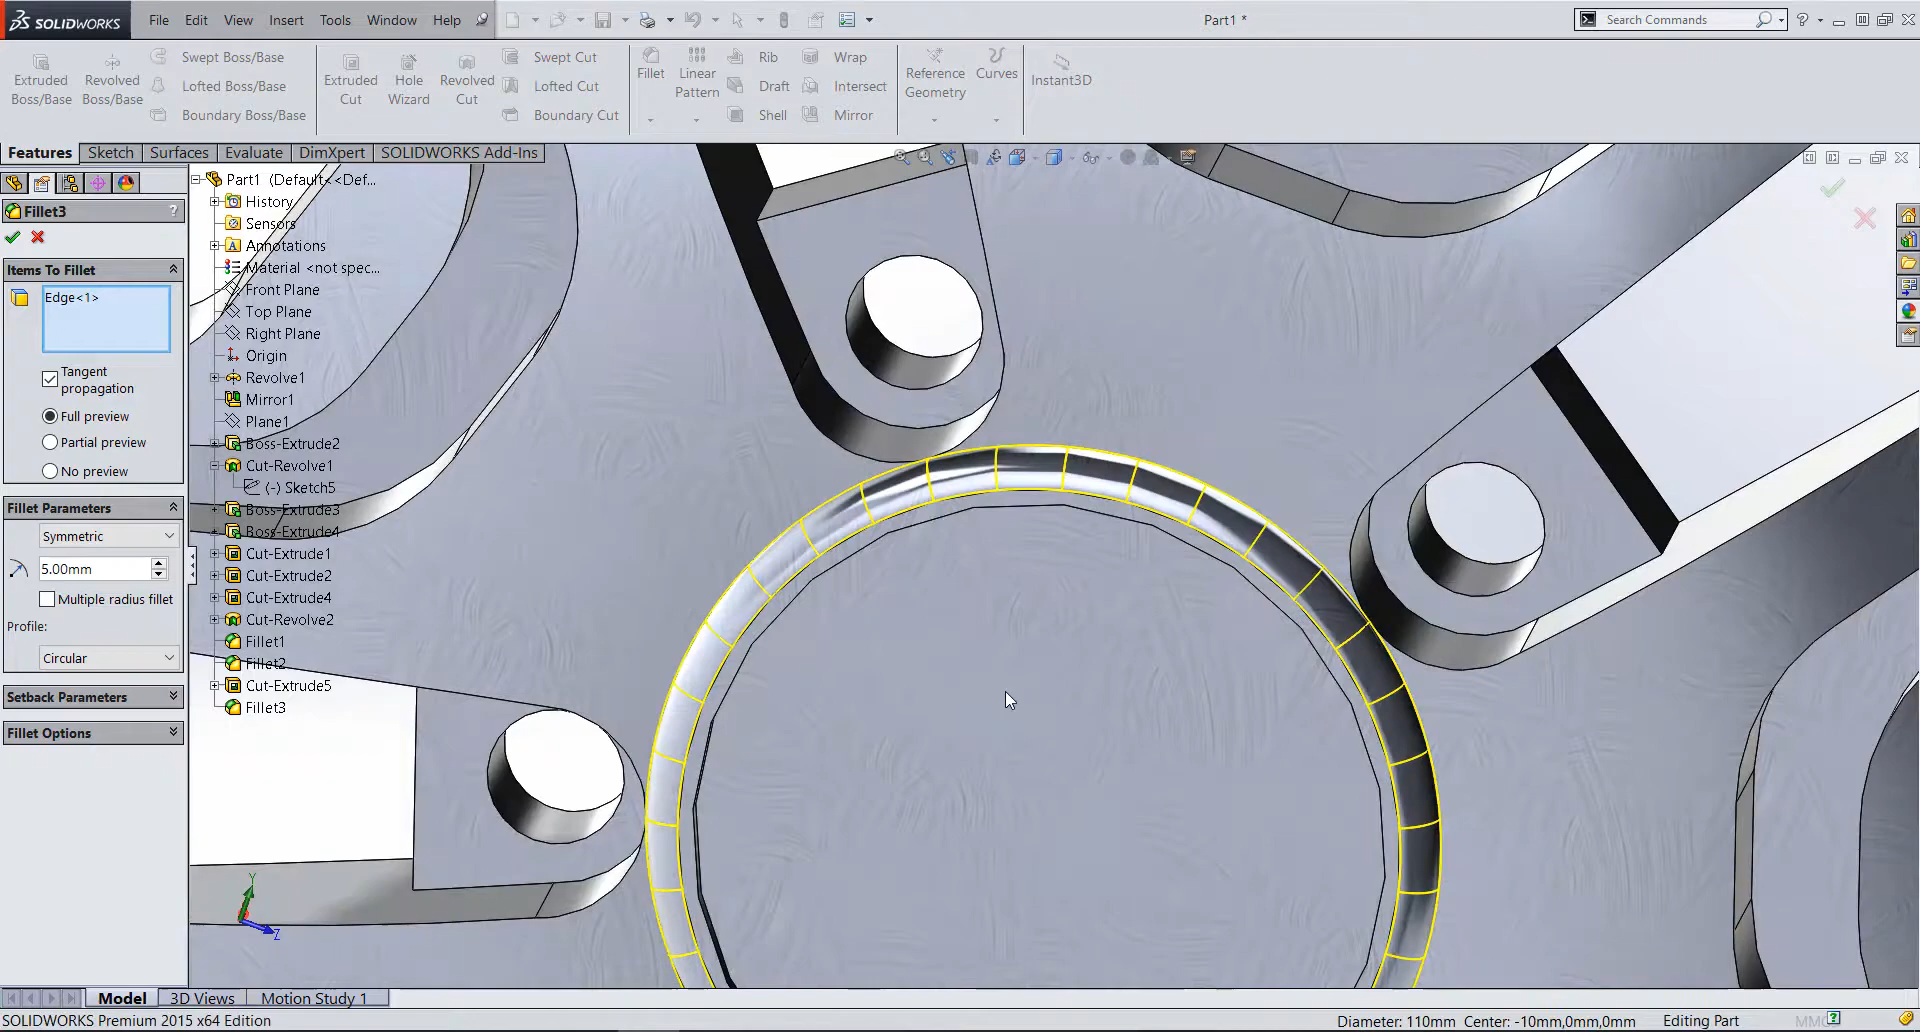 SOLIDWORKS File Edit View Insert Tools Window Help Part1 * Search Commands ?
Extruded Boss/Base
Revolved Boss/Base
Swept Boss/Base
Lofted Boss/Base
Boundary Boss/Base
Extruded Cut
Hole Wizard
Revolved Cut
Swept Cut
Lofted Cut
Boundary Cut
Fillet
Linear Pattern
Rib
Draft
Shell
Wrap
Intersect
Mirror
Reference Geometry
Curves
Instant3D
Features Sketch Surfaces Evaluate DimXpert SOLIDWORKS Add-Ins
Fillet3 ?
Items To Fillet
Edge<1>
Tangent
propagation
Full preview
Partial preview
No preview
Fillet Parameters
Symmetric
5.00mm
Multiple radius fillet
Profile:
Circular
Setback Parameters
Fillet Options
Part1 (Default<<Def...
History
Sensors
Annotations
Material <not spec...
Front Plane
Top Plane
Right Plane
Origin
Revolve1
Mirror1
Plane1
Boss-Extrude2
Cut-Revolve1
(-) Sketch5
Boss-Extrude3
Boss-Extrude4
Cut-Extrude1
Cut-Extrude2
Cut-Extrude4
Cut-Revolve2
Fillet1
Fillet2
Cut-Extrude5
Fillet3
Y
Z
Model 3D Views Motion Study 1
SOLIDWORKS Premium 2015 x64 Edition Diameter: 110mm Center: -10mm,0mm,0mm Editing Part